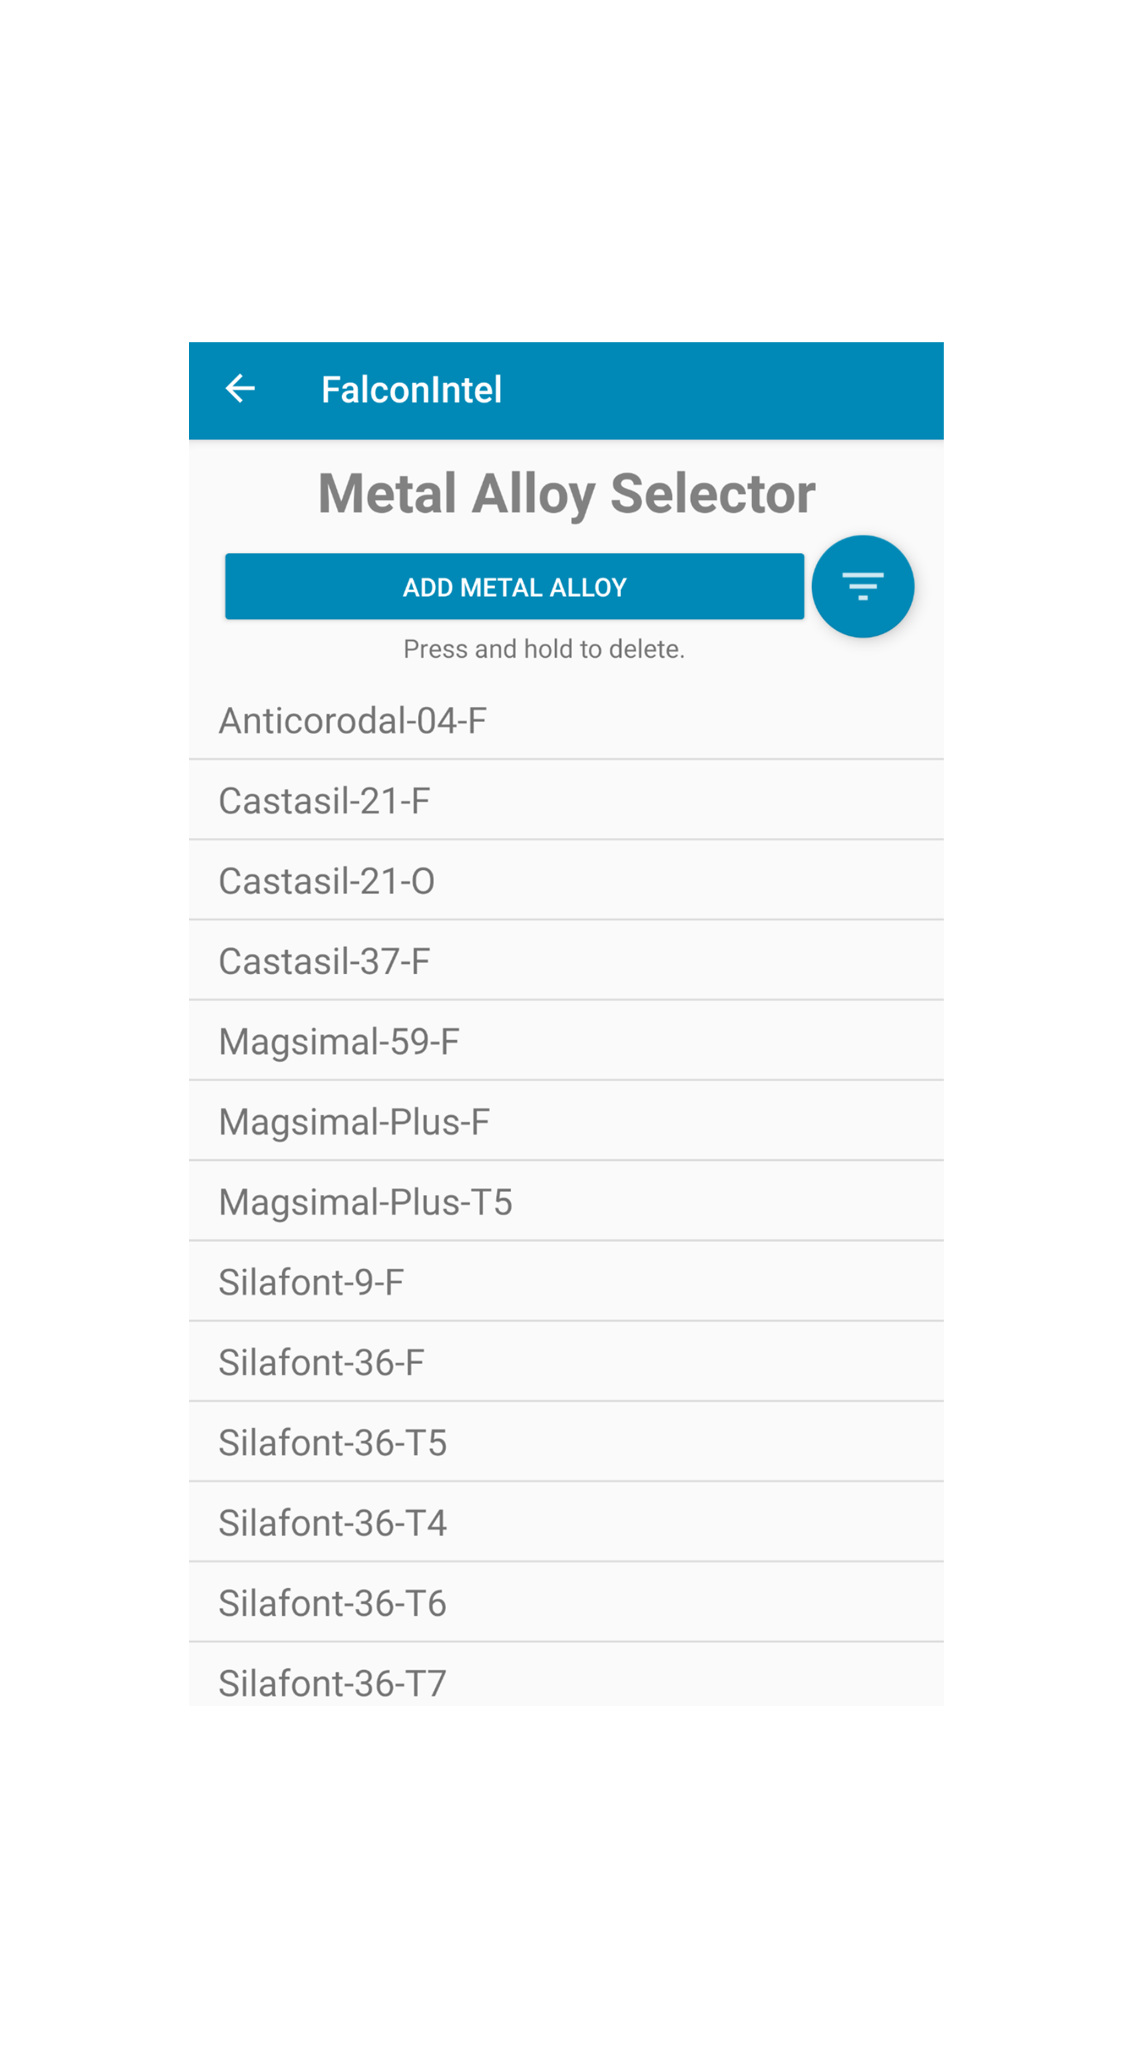 FalconIntel
Metal Alloy Selector
ADD METAL ALLOY
Press and hold to delete.
Anticorodal-04-F
Castasil-21-F
Castasil-21-O
Castasil-37-F
Magsimal-59-F
Magsimal-Plus-F
Magsimal-Plus-T5
Silafont-9-F
Silafont-36-F
Silafont-36-T5
Silafont-36-T4
Silafont-36-T6
Silafont-36-T7